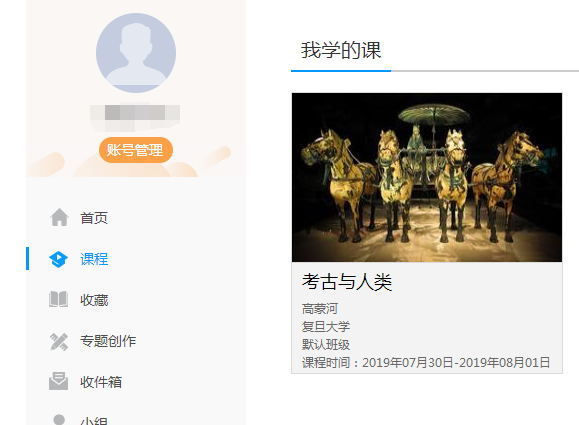 账号管理
首页
课程
收藏
专题创作
收件箱
小组
我学的课
考古与人类
高蒙河
复旦大学
默认班级
课程时间：2019年07月30日-2019年08月01日